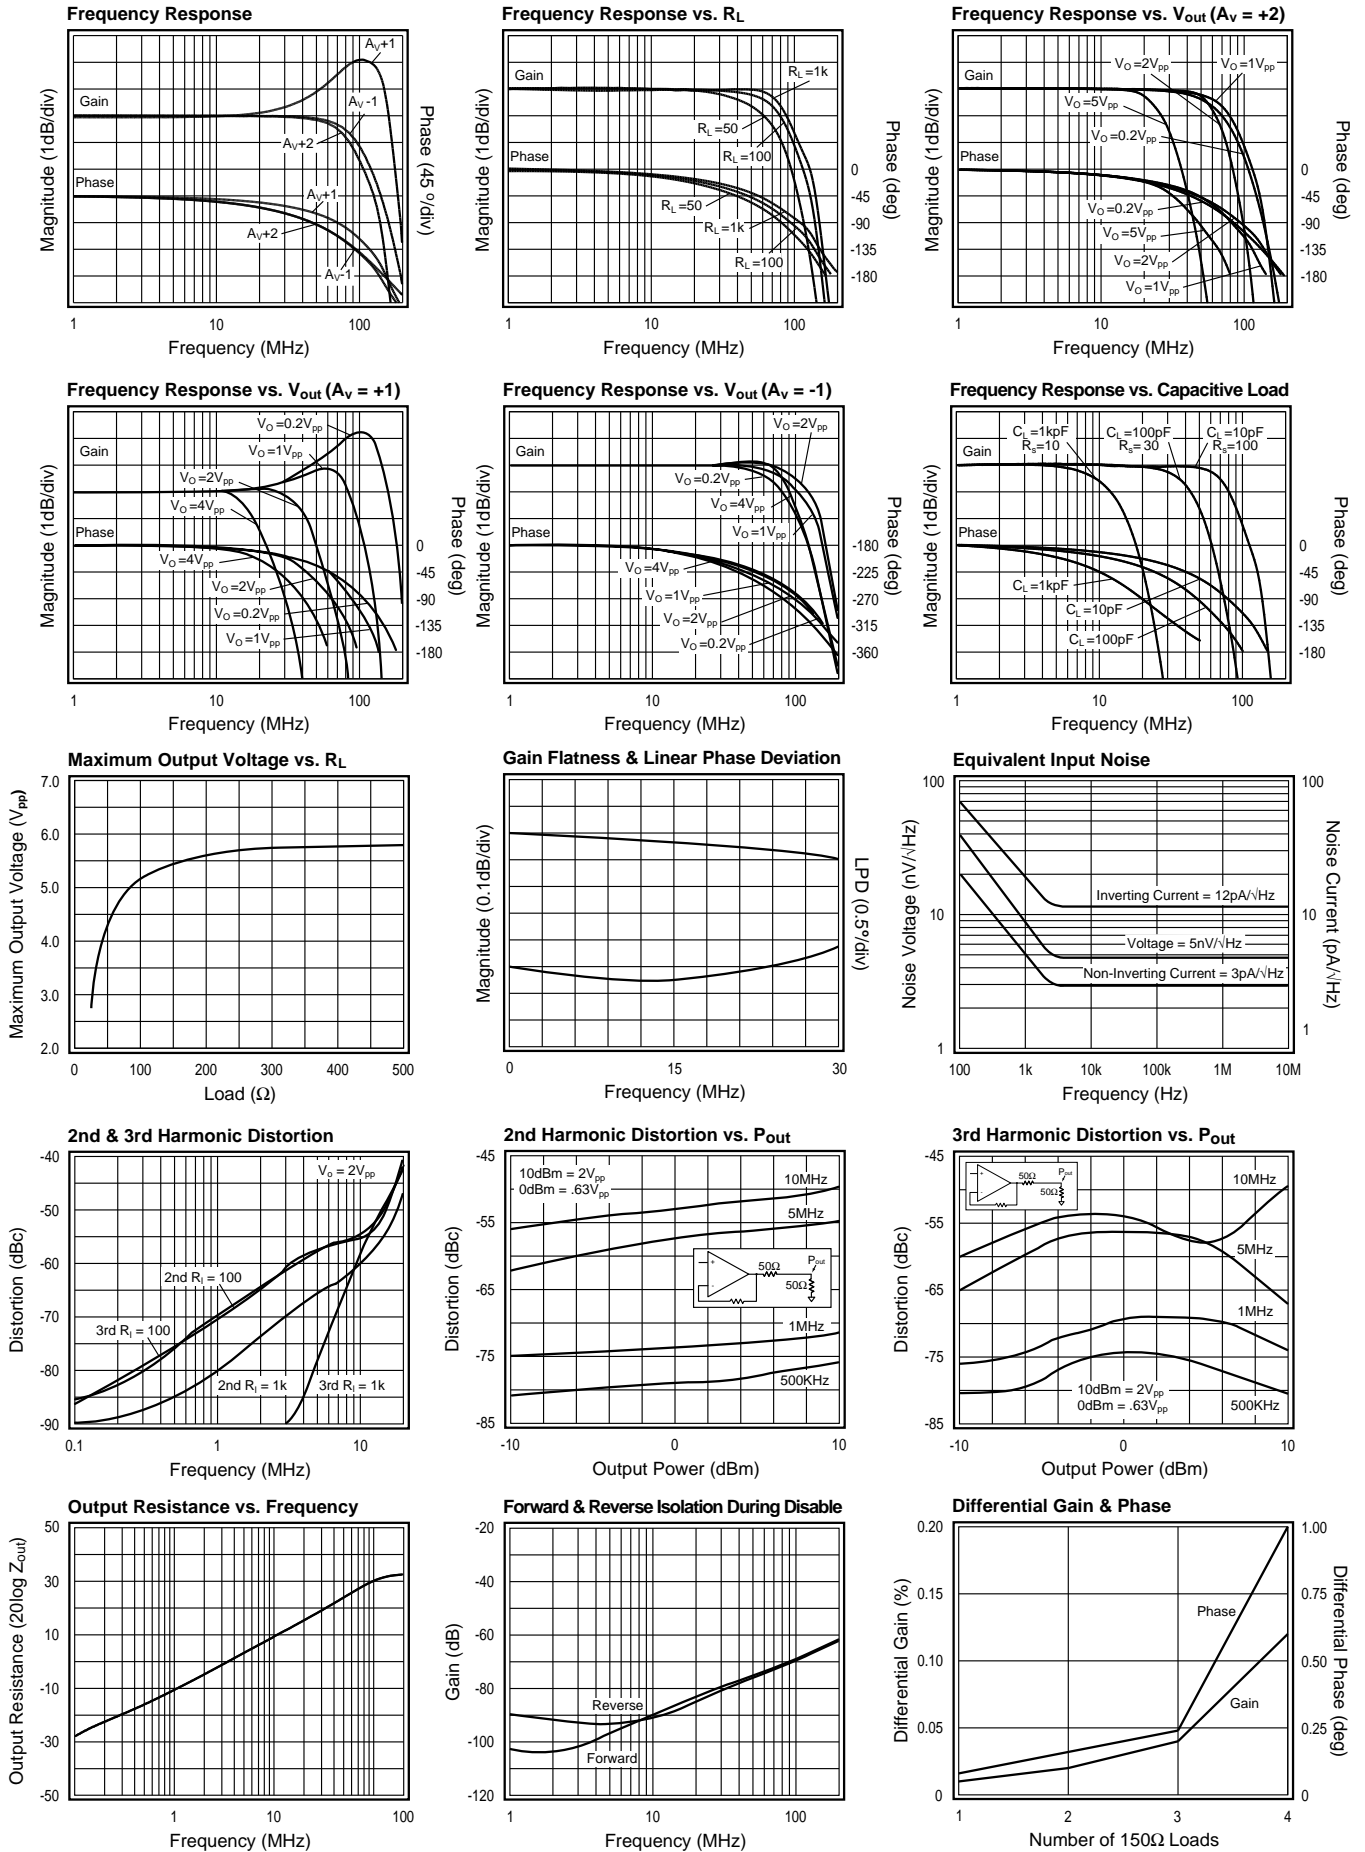 Frequency Response
Magnitude (1dB/div)
Gain
Phase
Av+1
Av-1
Av+2
Av+1
Av+2
Av-1
Phase (45 o/div)
1 10 100
Frequency (MHz)
Frequency Response vs. RL
Magnitude (1dB/div)
Gain
Phase
RL=1k
RL=50
RL=100
RL=50
RL=1k
RL=100
0
-45
-90
-135
-180
Phase (deg)
1 10 100
Frequency (MHz)
Frequency Response vs. Vout (Av = +2)
Magnitude (1dB/div)
Gain
VO=2Vpp
VO=1Vpp
VO=5Vpp
VO=0.2Vpp
Phase
VO=0.2Vpp
VO=5Vpp
VO=2Vpp
VO=1Vpp
0
-45
-90
-135
-180
Phase (deg)
1 10 100
Frequency (MHz)
Frequency Response vs. Vout (Av = +1)
Magnitude (1dB/div)
Gain
VO=0.2Vpp
VO=1Vpp
VO=2Vpp
VO=4Vpp
Phase
VO=4Vpp
VO=2Vpp
VO=0.2Vpp
VO=1Vpp
0
-45
-90
-135
-180
Phase (deg)
1 10 100
Frequency (MHz)
Frequency Response vs. Vout (Av = -1)
Magnitude (1dB/div)
Gain
VO=2Vpp
VO=0.2Vpp
VO=4Vpp
VO=1Vpp
Phase
VO=4Vpp
VO=1Vpp
VO=2Vpp
VO=0.2Vpp
-180
-225
-270
-315
-360
Phase (deg)
1 10 100
Frequency (MHz)
Frequency Response vs. Capacitive Load
Magnitude (1dB/div)
Gain
CL=1kpF CL=100pF CL=10pF
Rs=10 Rs=30 Rs=100
Phase
CL=1kpF
CL=10pF
CL=100pF
0
-45
-90
-135
-180
Phase (deg)
1 10 100
Frequency (MHz)
Maximum Output Voltage vs. RL
Maximum Output Voltage (Vpp)
7.0
6.0
5.0
4.0
3.0
2.0
0 100 200 300 400 500
Load (Ω)
Gain Flatness & Linear Phase Deviation
Magnitude (0.1dB/div)
LPD (0.5°/div)
0 15 30
Frequency (MHz)
Equivalent Input Noise
Noise Voltage (nV/√Hz)
100
10
1
Inverting Current = 12pA/√Hz
Voltage = 5nV/√Hz
Non-Inverting Current = 3pA/√Hz
100
10
1
Noise Current (pA/√Hz)
100 1k 10k 100k 1M 10M
Frequency (Hz)
2nd & 3rd Harmonic Distortion
Distortion (dBc)
-40
-50
-60
-70
-80
-90
Vo = 2Vpp
2nd Rl = 100
3rd Rl = 100
2nd Rl = 1k
3rd Rl = 1k
0.1 1 10
Frequency (MHz)
2nd Harmonic Distortion vs. Pout
Distortion (dBc)
-45
-55
-65
-75
-85
10dBm = 2Vpp
0dBm = .63Vpp
10MHz
5MHz
+
-
50Ω
Pout
50Ω
1MHz
500KHz
-10 0 10
Output Power (dBm)
3rd Harmonic Distortion vs. Pout
Distortion (dBc)
-45
-55
-65
-75
-85
+
-
50Ω
Pout
50Ω
10MHz
5MHz
1MHz
10dBm = 2Vpp
0dBm = .63Vpp
500KHz
-10 0 10
Output Power (dBm)
Output Resistance vs. Frequency
Output Resistance (20log Zout)
50
30
10
-10
-30
-50
1 10 100
Frequency (MHz)
Forward & Reverse Isolation During Disable
Gain (dB)
-20
-40
-60
-80
-100
-120
Reverse
Forward
1 10 100
Frequency (MHz)
Differential Gain & Phase
Differential Gain (%)
0.20
0.15
0.10
0.05
0
Phase
Gain
1.00
0.75
0.50
0.25
0
Differential Phase (deg)
1 2 3 4
Number of 150Ω Loads